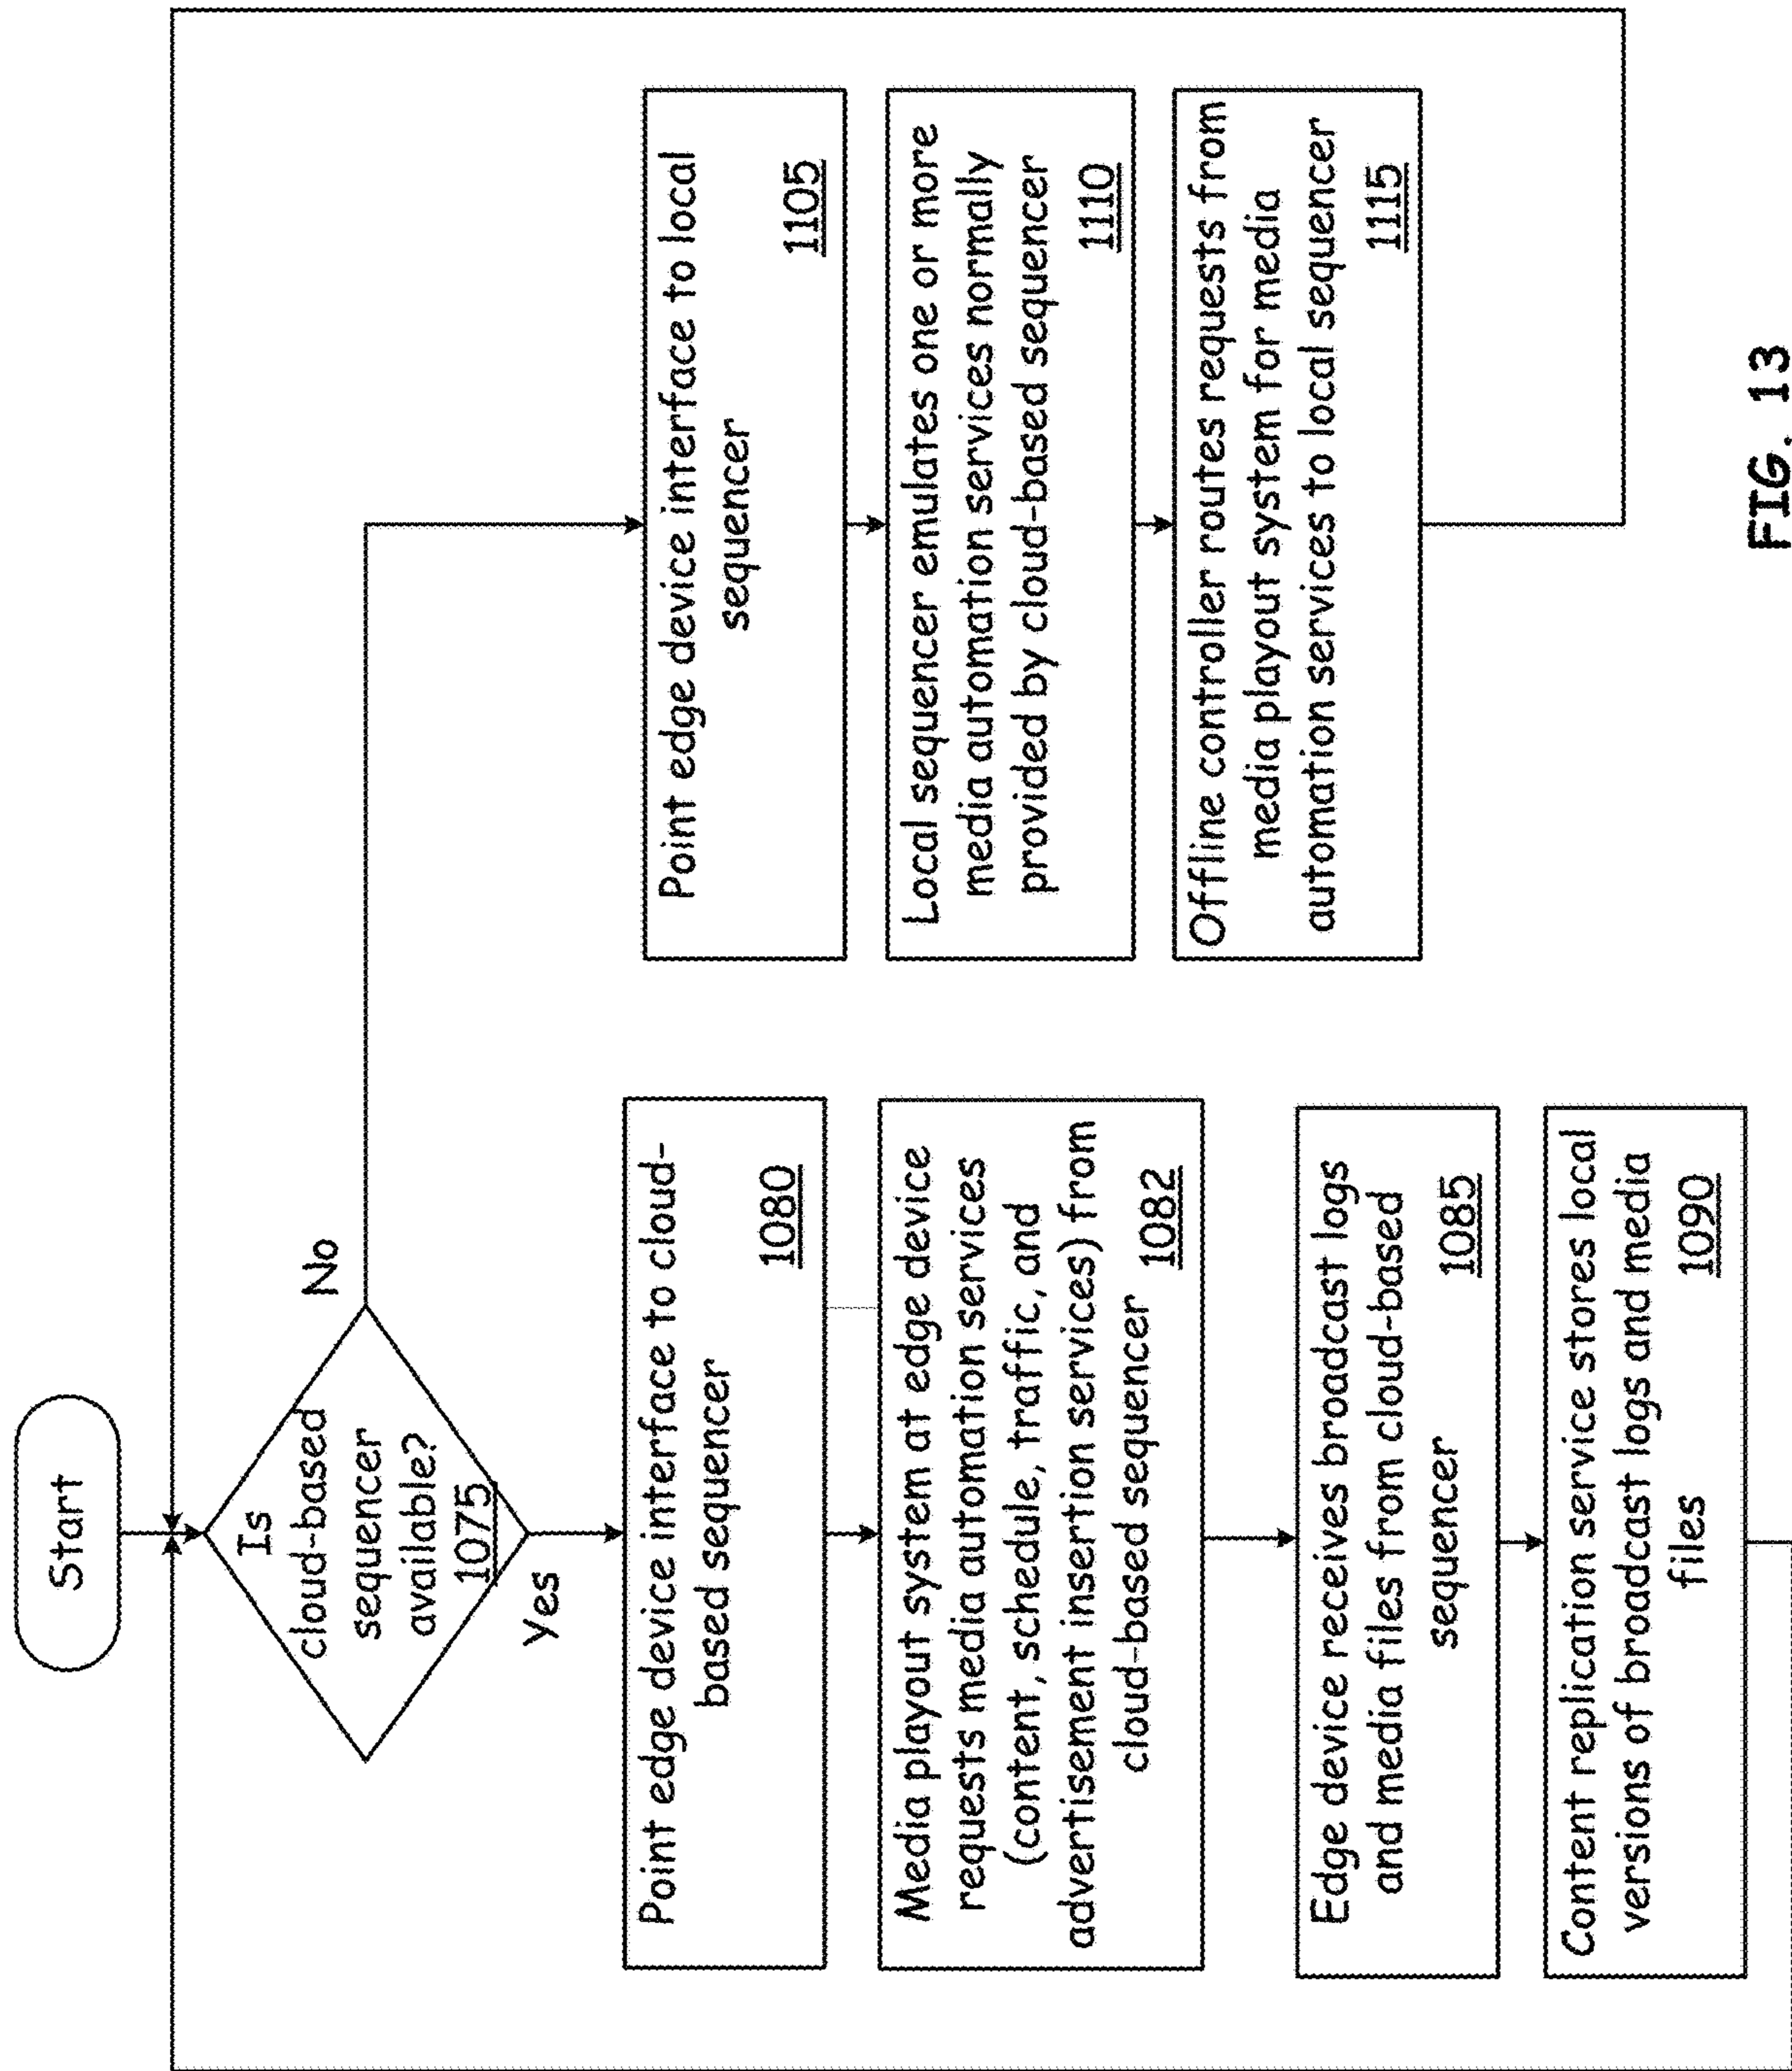 Start
Is
cloud-based
sequencer
available?
1075
No
Yes
Point edge device interface to cloud-
based sequencer
1080
Media playout system at edge device
requests media automation services
(content, schedule, traffic, and
advertisement insertion services) from
cloud-based sequencer
1082
Edge device receives broadcast logs
and media files from cloud-based
sequencer
1085
Content replication service stores local
versions of broadcast logs and media
files
1090
Point edge device interface to local
sequencer
1105
Local sequencer emulates one or more
media automation services normally
provided by cloud-based sequencer
1110
Offline controller routes requests from
media playout system for media
automation services to local sequencer
1115
FIG. 13